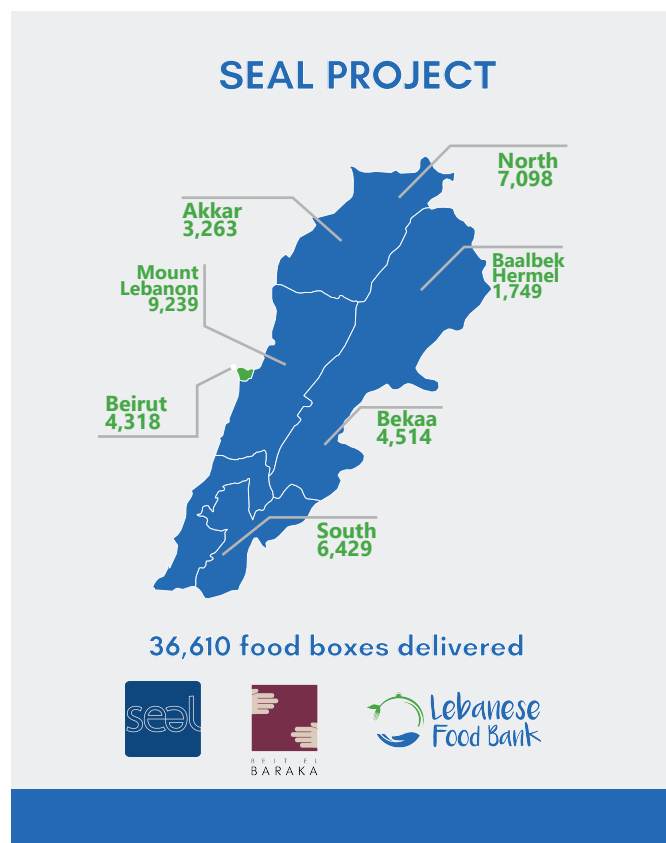 SEAL PROJECT
North
7,098
Akkar
3,263
Baalbek
Hermel
1,749
Mount
Lebanon
9,239
Beirut
4,318
Bekaa
4,514
South
6,429
36,610 food boxes delivered
seal
BEIT EL
BARAKA
Lebanese
Food Bank